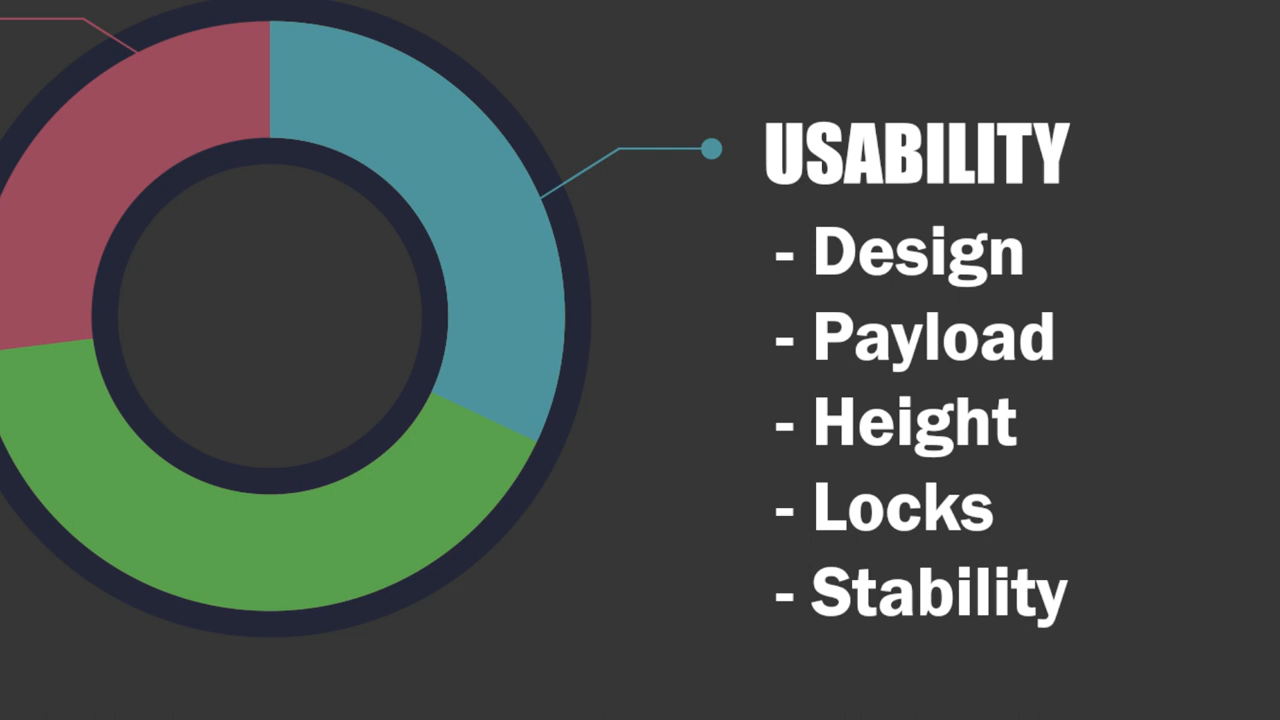 USABILITY
- Design
- Payload
- Height
- Locks
- Stability